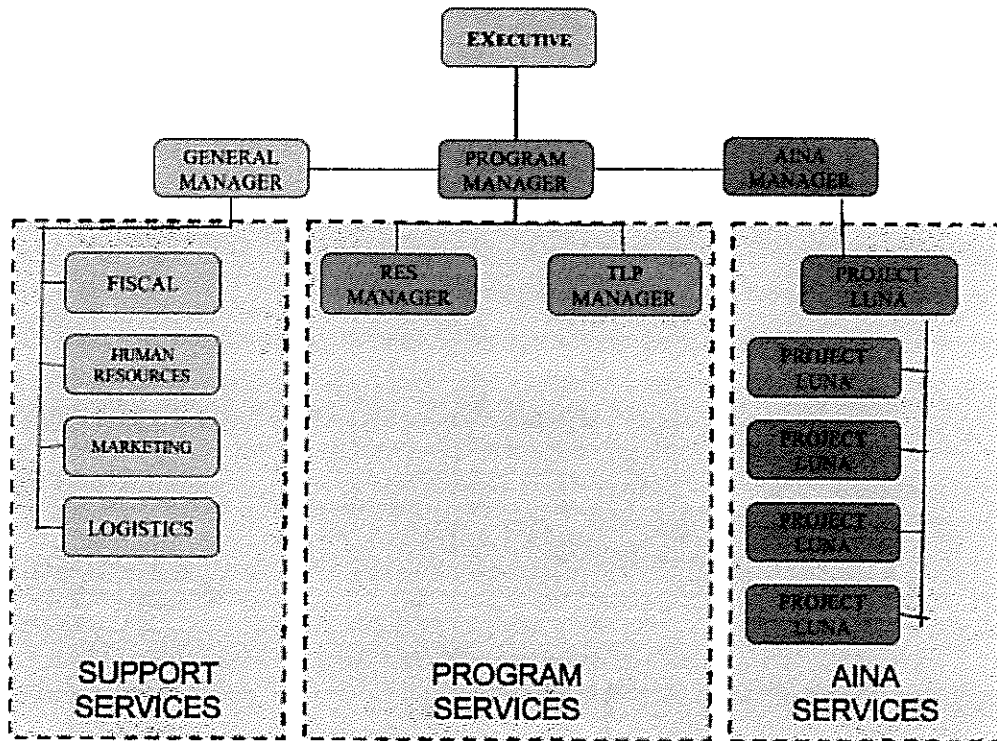 EXECUTIVE
GENERAL
MANAGER
PROGRAM
MANAGER
AINA
MANAGER
FISCAL
HUMAN
RESOURCES
MARKETING
LOGISTICS
SUPPORT
SERVICES
RES
MANAGER
TLP
MANAGER
PROGRAM
SERVICES
PROJECT
LUNA
PROJECT
LUNA
PROJECT
LUNA
PROJECT
LUNA
PROJECT
LUNA
AINA
SERVICES